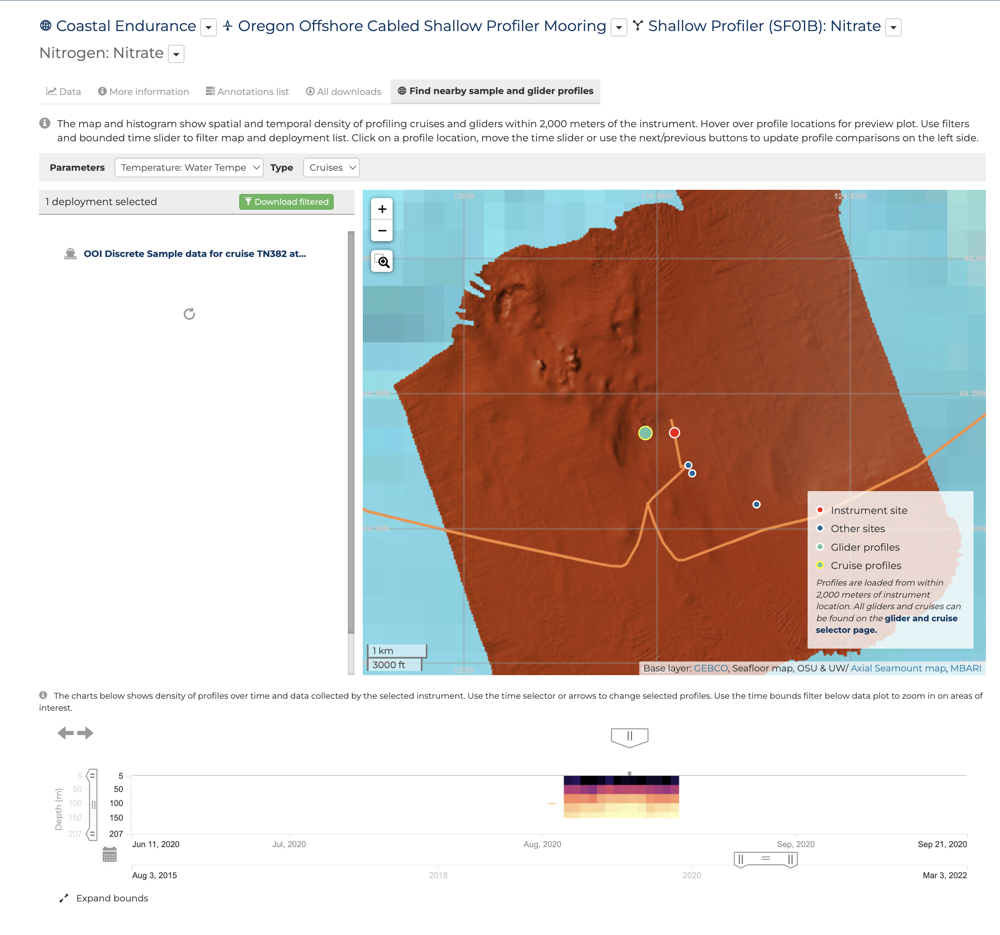 Coastal Endurance Oregon Offshore Cabled Shallow Profiler Mooring Shallow Profiler (SF01B): Nitrate
Nitrogen: Nitrate
Data More information Annotations list All downloads Find nearby sample and glider profiles
The map and histogram show spatial and temporal density of profiling cruises and gliders within 2,000 meters of the instrument. Hover over profile locations for preview plot. Use filters
and bounded time slider to filter map and deployment list. Click on a profile location, move the time slider or use the next/previous buttons to update profile comparisons on the left side.
Parameters Temperature: Water Tempe Type Cruises
1 deployment selected Download filtered
OOI Discrete Sample data for cruise TN382 at...
+
−
125W 124.96W 124.92W
44.4N
44.38N 44.38N
44.36N
Instrument site
Other sites
Glider profiles
Cruise profiles
Profiles are loaded from within
2,000 meters of instrument
location. All gliders and cruises can
be found on the glider and cruise
selector page.
1 km
3000 ft
125W
Base layer: GEBCO, Seafloor map, OSU & UW/ Axial Seamount map, MBARI
The charts below shows density of profiles over time and data collected by the selected instrument. Use the time selector or arrows to change selected profiles. Use the time bounds filter below data plot to zoom in on areas of
interest.
Depth (m)
5 5
50 50
100 100
150 150
207 207
Jun 11, 2020 Jul, 2020 Aug, 2020 Sep, 2020 Sep 21, 2020
Aug 3, 2015 2018 2020 Mar 3, 2022
Expand bounds